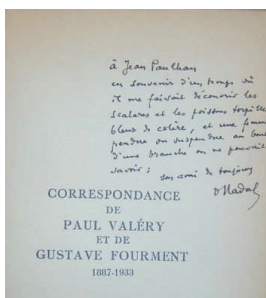 à Jean Paulhan
en souvenir d'un temps où
il me faisait découvrir les
scalares et les poissons torpilles
bleus de colère, et une femme
pendue ou suspendue au bout
d'une branche on ne pouvait
savoir :
son ami de toujours
O Nadal
CORRESPONDANCE
DE
PAUL VALÉRY
ET DE
GUSTAVE FOURMENT
1887-1933